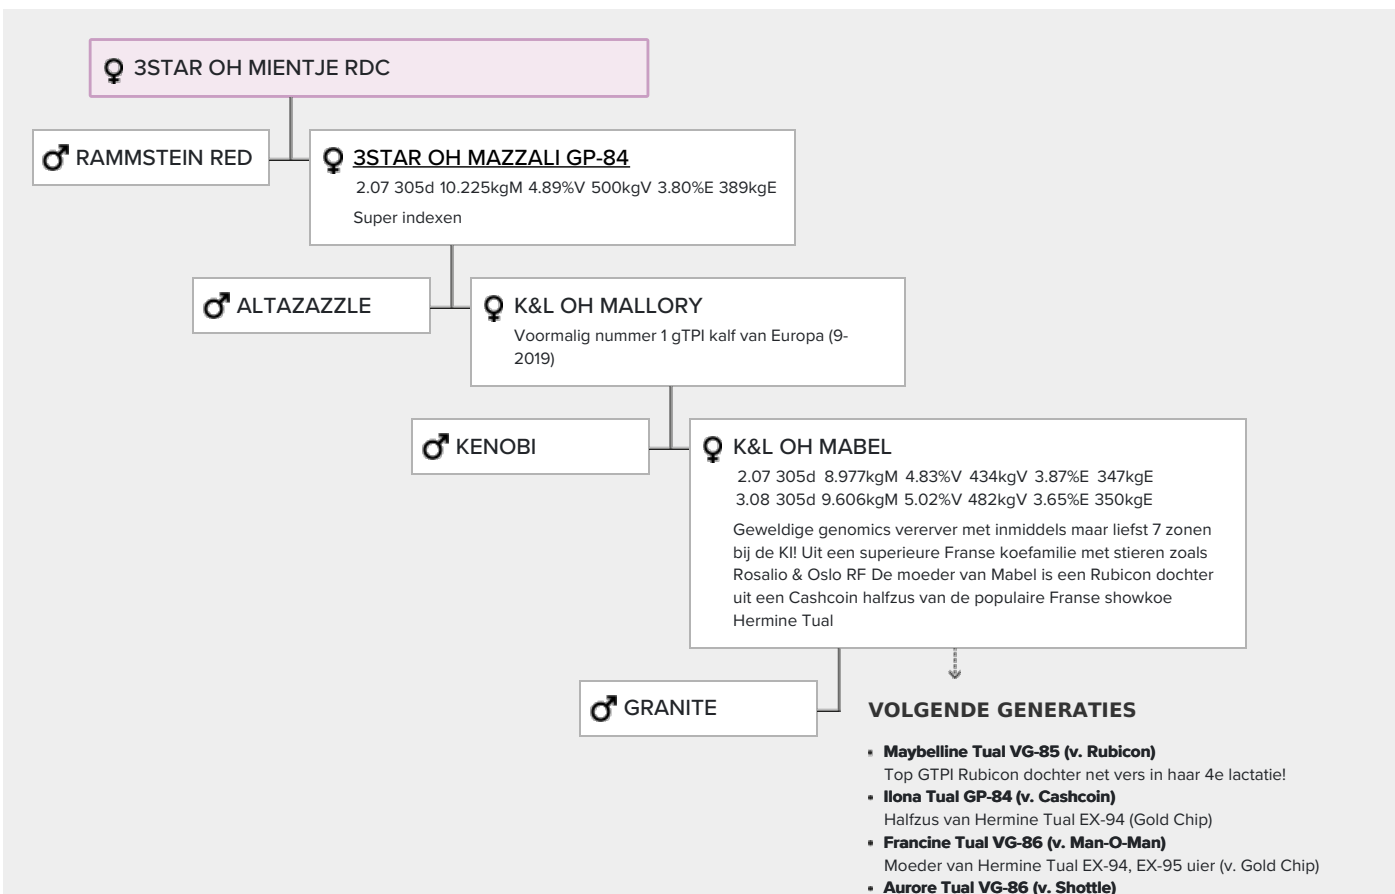 3STAR OH MIENTJE RDC
RAMMSTEIN RED
3STAR OH MAZZALI GP-84
2.07 305d 10.225kgM 4.89%V 500kgV 3.80%E 389kgE
Super indexen
ALTAZAZZLE
K&L OH MALLORY
Voormalig nummer 1 gTPI kalf van Europa (9-
2019)
KENOBI
K&L OH MABEL
2.07 305d 8.977kgM 4.83%V 434kgV 3.87%E 347kgE
3.08 305d 9.606kgM 5.02%V 482kgV 3.65%E 350kgE
Geweldige genomics vererver met inmiddels maar liefst 7 zonen
bij de KI! Uit een superieure Franse koefamilie met stieren zoals
Rosalio & Oslo RF De moeder van Mabel is een Rubicon dochter
uit een Cashcoin halfzus van de populaire Franse showkoe
Hermine Tual
GRANITE
VOLGENDE GENERATIES
• Maybelline Tual VG-85 (v. Rubicon)
Top GTPI Rubicon dochter net vers in haar 4e lactatie!
• Ilona Tual GP-84 (v. Cashcoin)
Halfzus van Hermine Tual EX-94 (Gold Chip)
• Francine Tual VG-86 (v. Man-O-Man)
Moeder van Hermine Tual EX-94, EX-95 uier (v. Gold Chip)
• Aurore Tual VG-86 (v. Shottle)